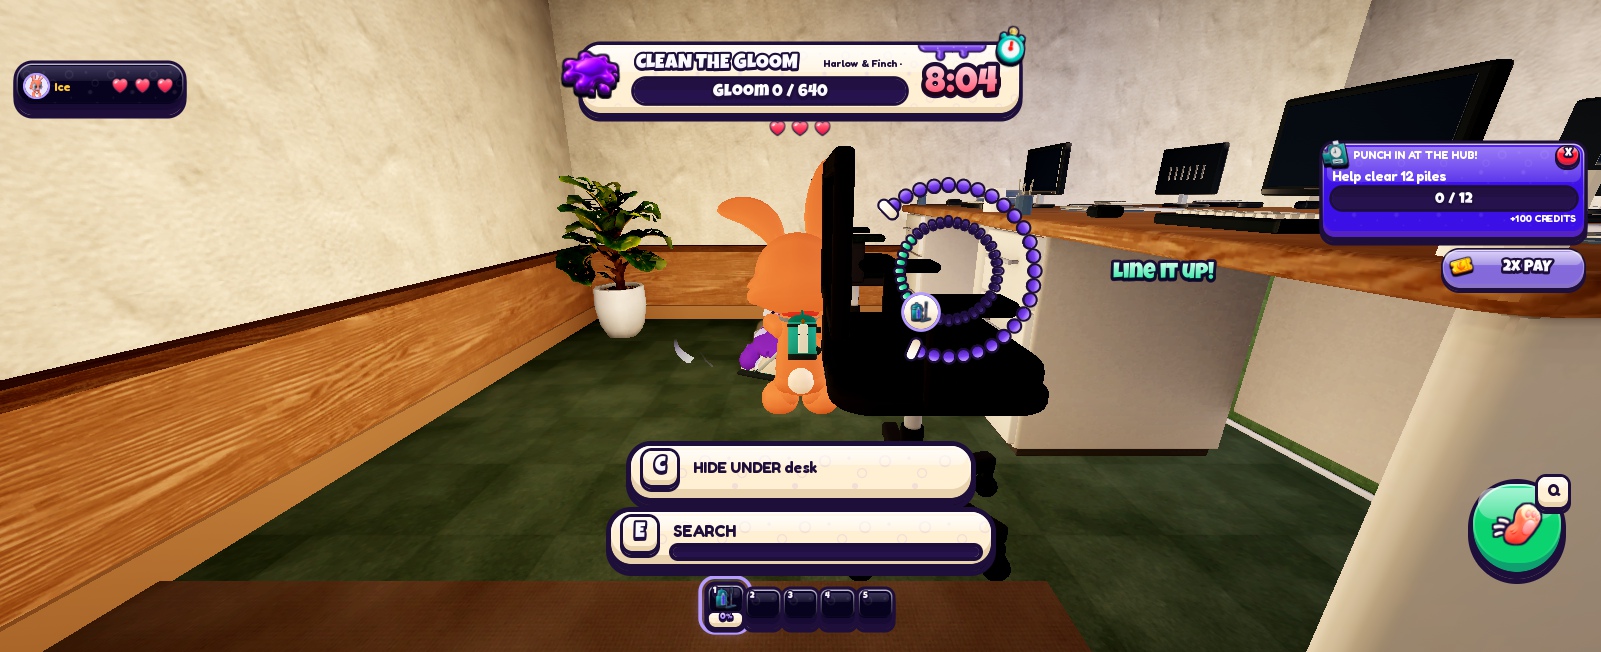 Ice
CLEAN THE GLOOM
Harlow & Finch ·
Gloom 0 / 640
8:04
PUNCH IN AT THE HUB!
X
Help clear 12 piles
0 / 12
+100 CREDITS
2X PAY
Line it up!
C
HIDE UNDER desk
E
SEARCH
Q
1
2
3
4
5
0%